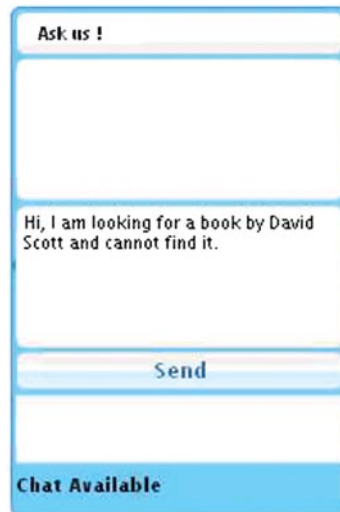 Ask us !
Hi, I am looking for a book by David
Scott and cannot find it.
Send
Chat Available